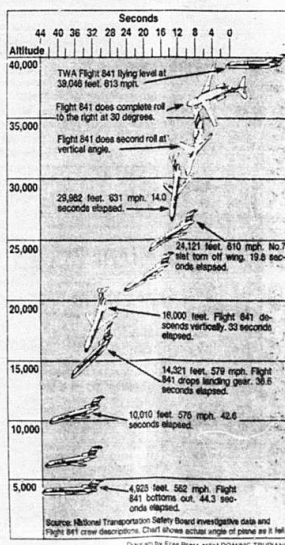 Seconds
Altitude 44 40 36 32 28 24 20 16 12 8 4 0
40,000
TWA Flight 841 flying level at
39,046 feet. 613 mph.
Flight 841 does complete roll
to the right at 30 degrees.
35,000
Flight 841 does second roll at
vertical angle.
30,000
29,982 feet. 631 mph. 14.0
seconds elapsed.
24,121 feet. 610 mph. No.7
slat torn off wing. 19.8 sec-
onds elapsed.
25,000
20,000
16,000 feet. Flight 841 de-
scends vertically. 33 seconds
elapsed.
15,000
14,321 feet. 579 mph. Flight
841 drops landing gear. 36.6
seconds elapsed.
10,010 feet. 576 mph. 42.6
seconds elapsed.
10,000
5,000
4,925 feet. 562 mph. Flight
841 bottoms out. 44.3 sec-
onds elapsed.
Source: National Transportation Safety Board investigative data and
Flight 841 crew descriptions. Chart shows actual angle of plane as it fell.
Free Press artist DOMINIC TRUPIANO